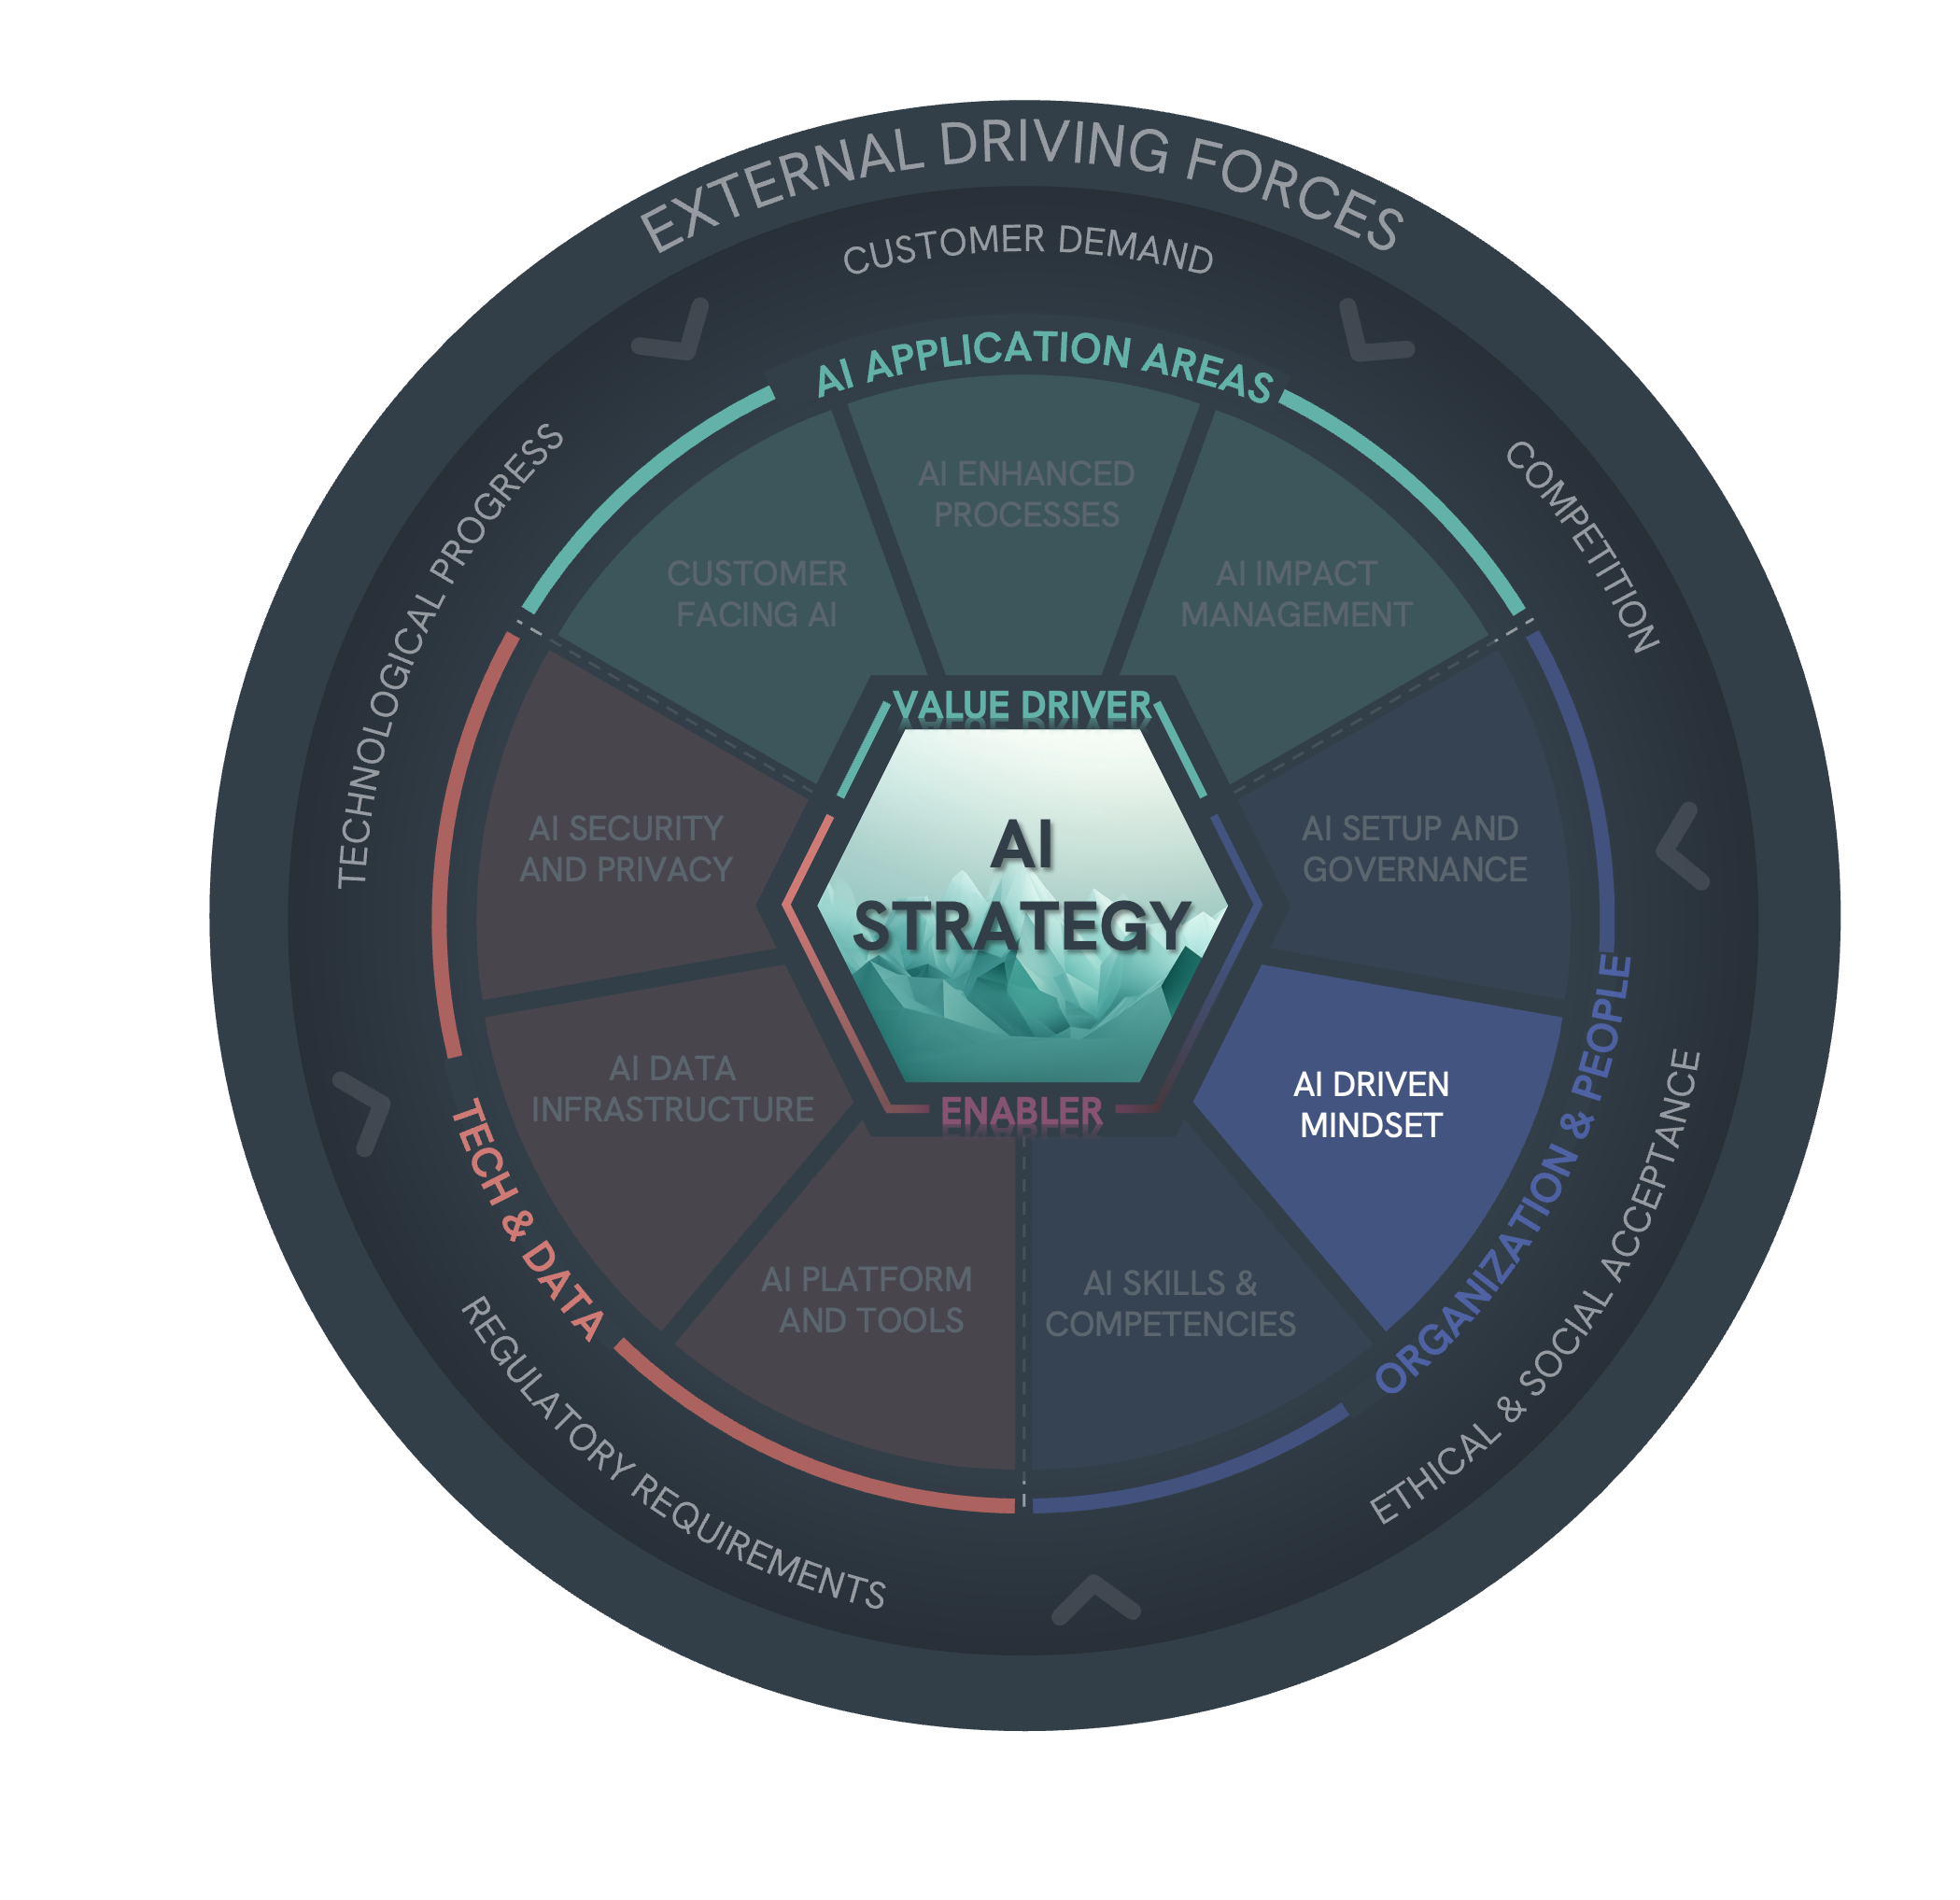 EXTERNAL DRIVING FORCES
CUSTOMER DEMAND
TECHNOLOGICAL PROGRESS
COMPETITION
AI APPLICATION AREAS
AI ENHANCED
PROCESSES
CUSTOMER
FACING AI
AI IMPACT
MANAGEMENT
VALUE DRIVER
AI
STRATEGY
ENABLER
AI SECURITY
AND PRIVACY
AI SETUP AND
GOVERNANCE
AI DATA
INFRASTRUCTURE
AI DRIVEN
MINDSET
AI PLATFORM
AND TOOLS
AI SKILLS &
COMPETENCIES
TECH & DATA
ORGANIZATION & PEOPLE
REGULATORY REQUIREMENTS
ETHICAL & SOCIAL ACCEPTANCE